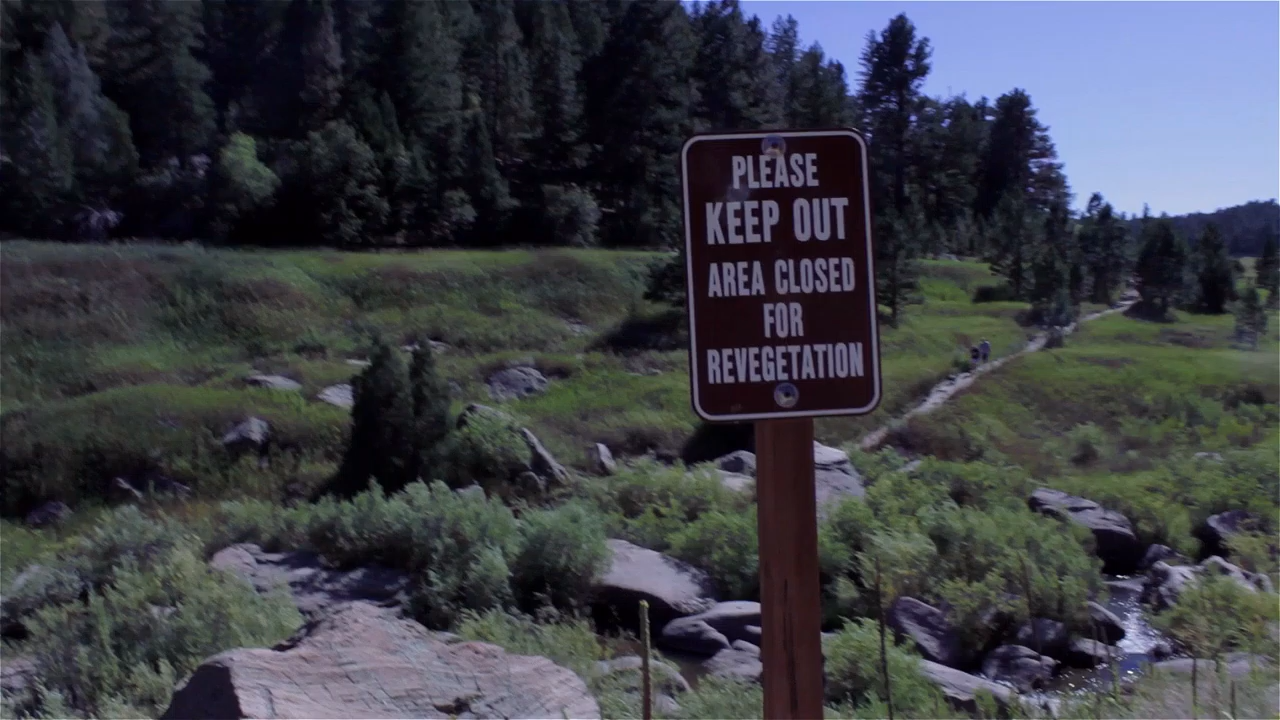 PLEASE
KEEP OUT
AREA CLOSED
FOR
REVEGETATION